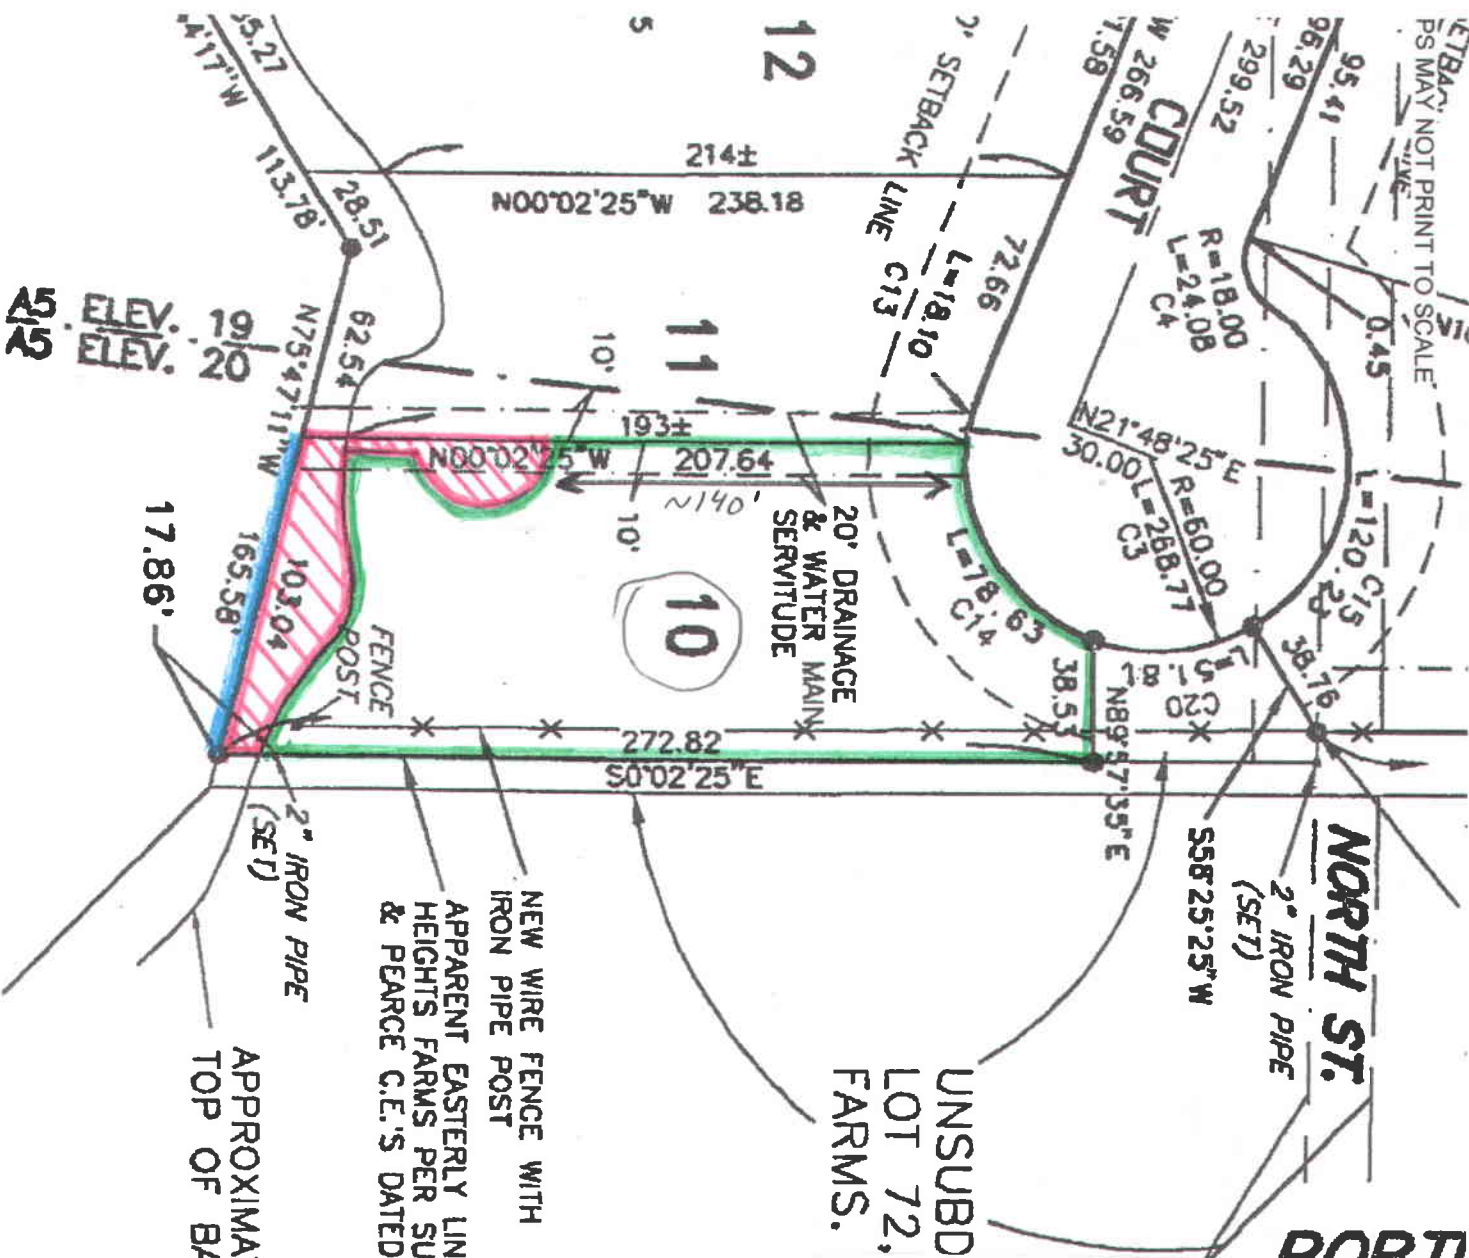 12
5
5.27
4'17"W
113.78'
28.51
214±
N00°02'25"W 238.18
' SETBACK LINE C13
L=18.10
72.66
1.58
W 266.59
COURT
299.52
96.29
95.41
PS MAY NOT PRINT TO SCALE
R=18.00
L=24.08
C4
0.45
A5 ELEV. 19
A5 ELEV. 20
N75°47'11"W
62.54
10'
11
193±
N00°02'25"W 207.64
~140'
10'
N21°48'25"E
30.00
R=60.00
L=268.77
C3
L=120.23
C15
20' DRAINAGE
& WATER MAIN
SERVITUDE
10
L=78.63
C14
17.86'
165.58'
103.04
FENCE
POST
38.53
N89°57'35"E
L=51.81
C20
38.76
272.82
S0°02'25"E
2" IRON PIPE
(SET)
S58°25'25"W
2" IRON PIPE
(SET)
NORTH ST.
NEW WIRE FENCE WITH
IRON PIPE POST
APPARENT EASTERLY LIN
HEIGHTS FARMS PER SU
& PEARCE C.E.'S DATED
APPROXIMA
TOP OF BA
UNSUBD
LOT 72,
FARMS.